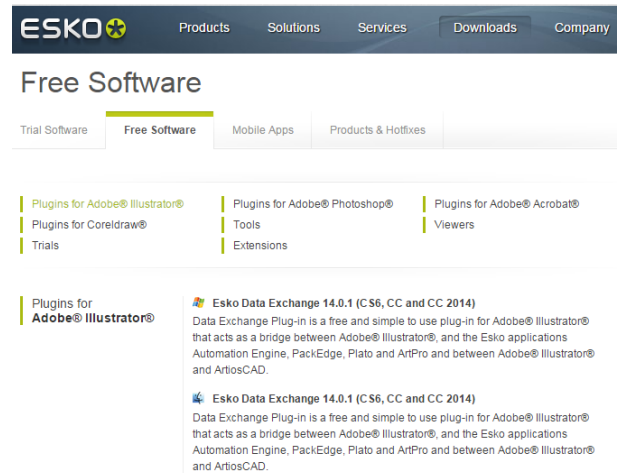 ESKO
Products Solutions Services Downloads Company
Free Software
Trial Software Free Software Mobile Apps Products & Hotfixes
Plugins for Adobe® Illustrator® Plugins for Adobe® Photoshop® Plugins for Adobe® Acrobat®
Plugins for Coreldraw® Tools Viewers
Trials Extensions
Plugins for
Adobe® Illustrator®
Esko Data Exchange 14.0.1 (CS6, CC and CC 2014)
Data Exchange Plug-in is a free and simple to use plug-in for Adobe® Illustrator®
that acts as a bridge between Adobe® Illustrator®, and the Esko applications
Automation Engine, PackEdge, Plato and ArtPro and between Adobe® Illustrator®
and ArtiosCAD.
Esko Data Exchange 14.0.1 (CS6, CC and CC 2014)
Data Exchange Plug-in is a free and simple to use plug-in for Adobe® Illustrator®
that acts as a bridge between Adobe® Illustrator®, and the Esko applications
Automation Engine, PackEdge, Plato and ArtPro and between Adobe® Illustrator®
and ArtiosCAD.